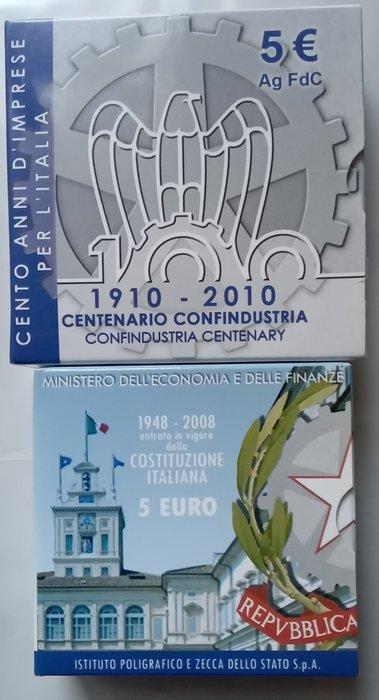 CENTO ANNI D'IMPRESE
PER L'ITALIA
5 €
Ag FdC
100
1910 - 2010
CENTENARIO CONFINDUSTRIA
CONFINDUSTRIA CENTENARY
MINISTERO DELL'ECONOMIA E DELLE FINANZE
1948 - 2008
entrata in vigore
della
COSTITUZIONE
ITALIANA
5 EURO
REPVBBLICA
ISTITUTO POLIGRAFICO E ZECCA DELLO STATO S.p.A.